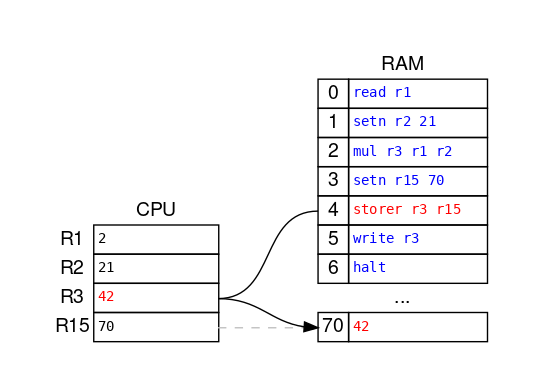 RAM
0 read r1
1 setn r2 21
2 mul r3 r1 r2
3 setn r15 70
4 storer r3 r15
5 write r3
6 halt
...
70 42
CPU
R1 2
R2 21
R3 42
R15 70